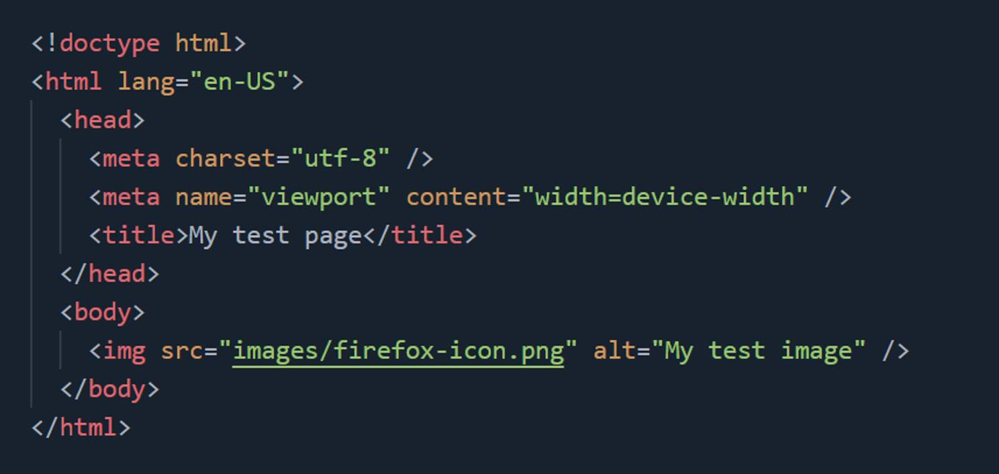 <!doctype html>
<html lang="en-US">
  <head>
    <meta charset="utf-8" />
    <meta name="viewport" content="width=device-width" />
    <title>My test page</title>
  </head>
  <body>
    <img src="images/firefox-icon.png" alt="My test image" />
  </body>
</html>